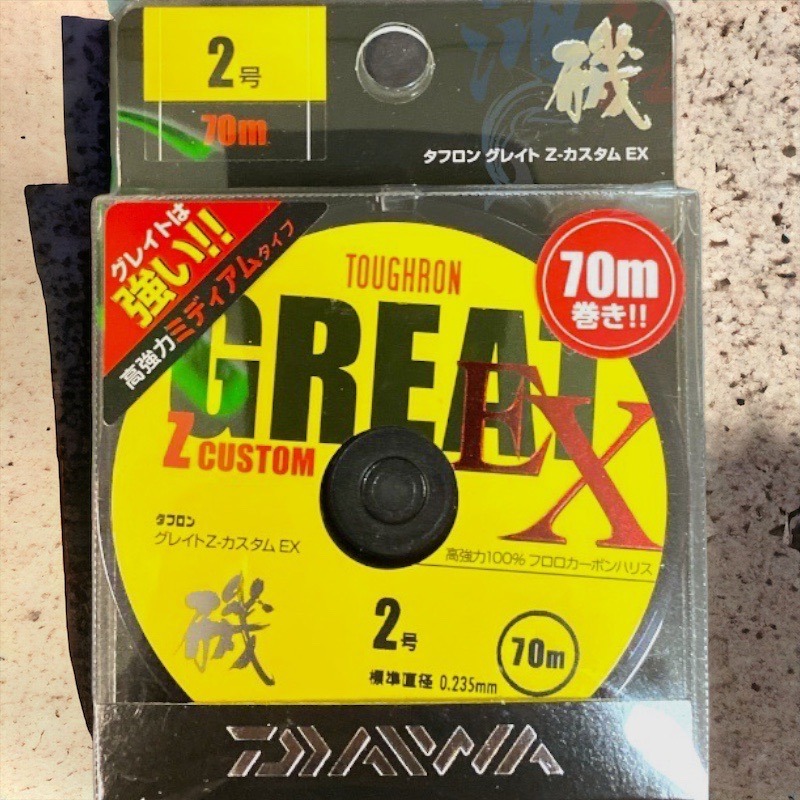 2号
70m
磯
タフロン グレイト Z-カスタム EX
グレイトは
強い!!
高強力ミディアムタイプ
70m
巻き!!
TOUGHRON
GREAT
EX
Z CUSTOM
タフロン
グレイトZ-カスタム EX
高強力100% フロロカーボンハリス
磯
2号
70m
標準直径 0.235mm
DAIWA